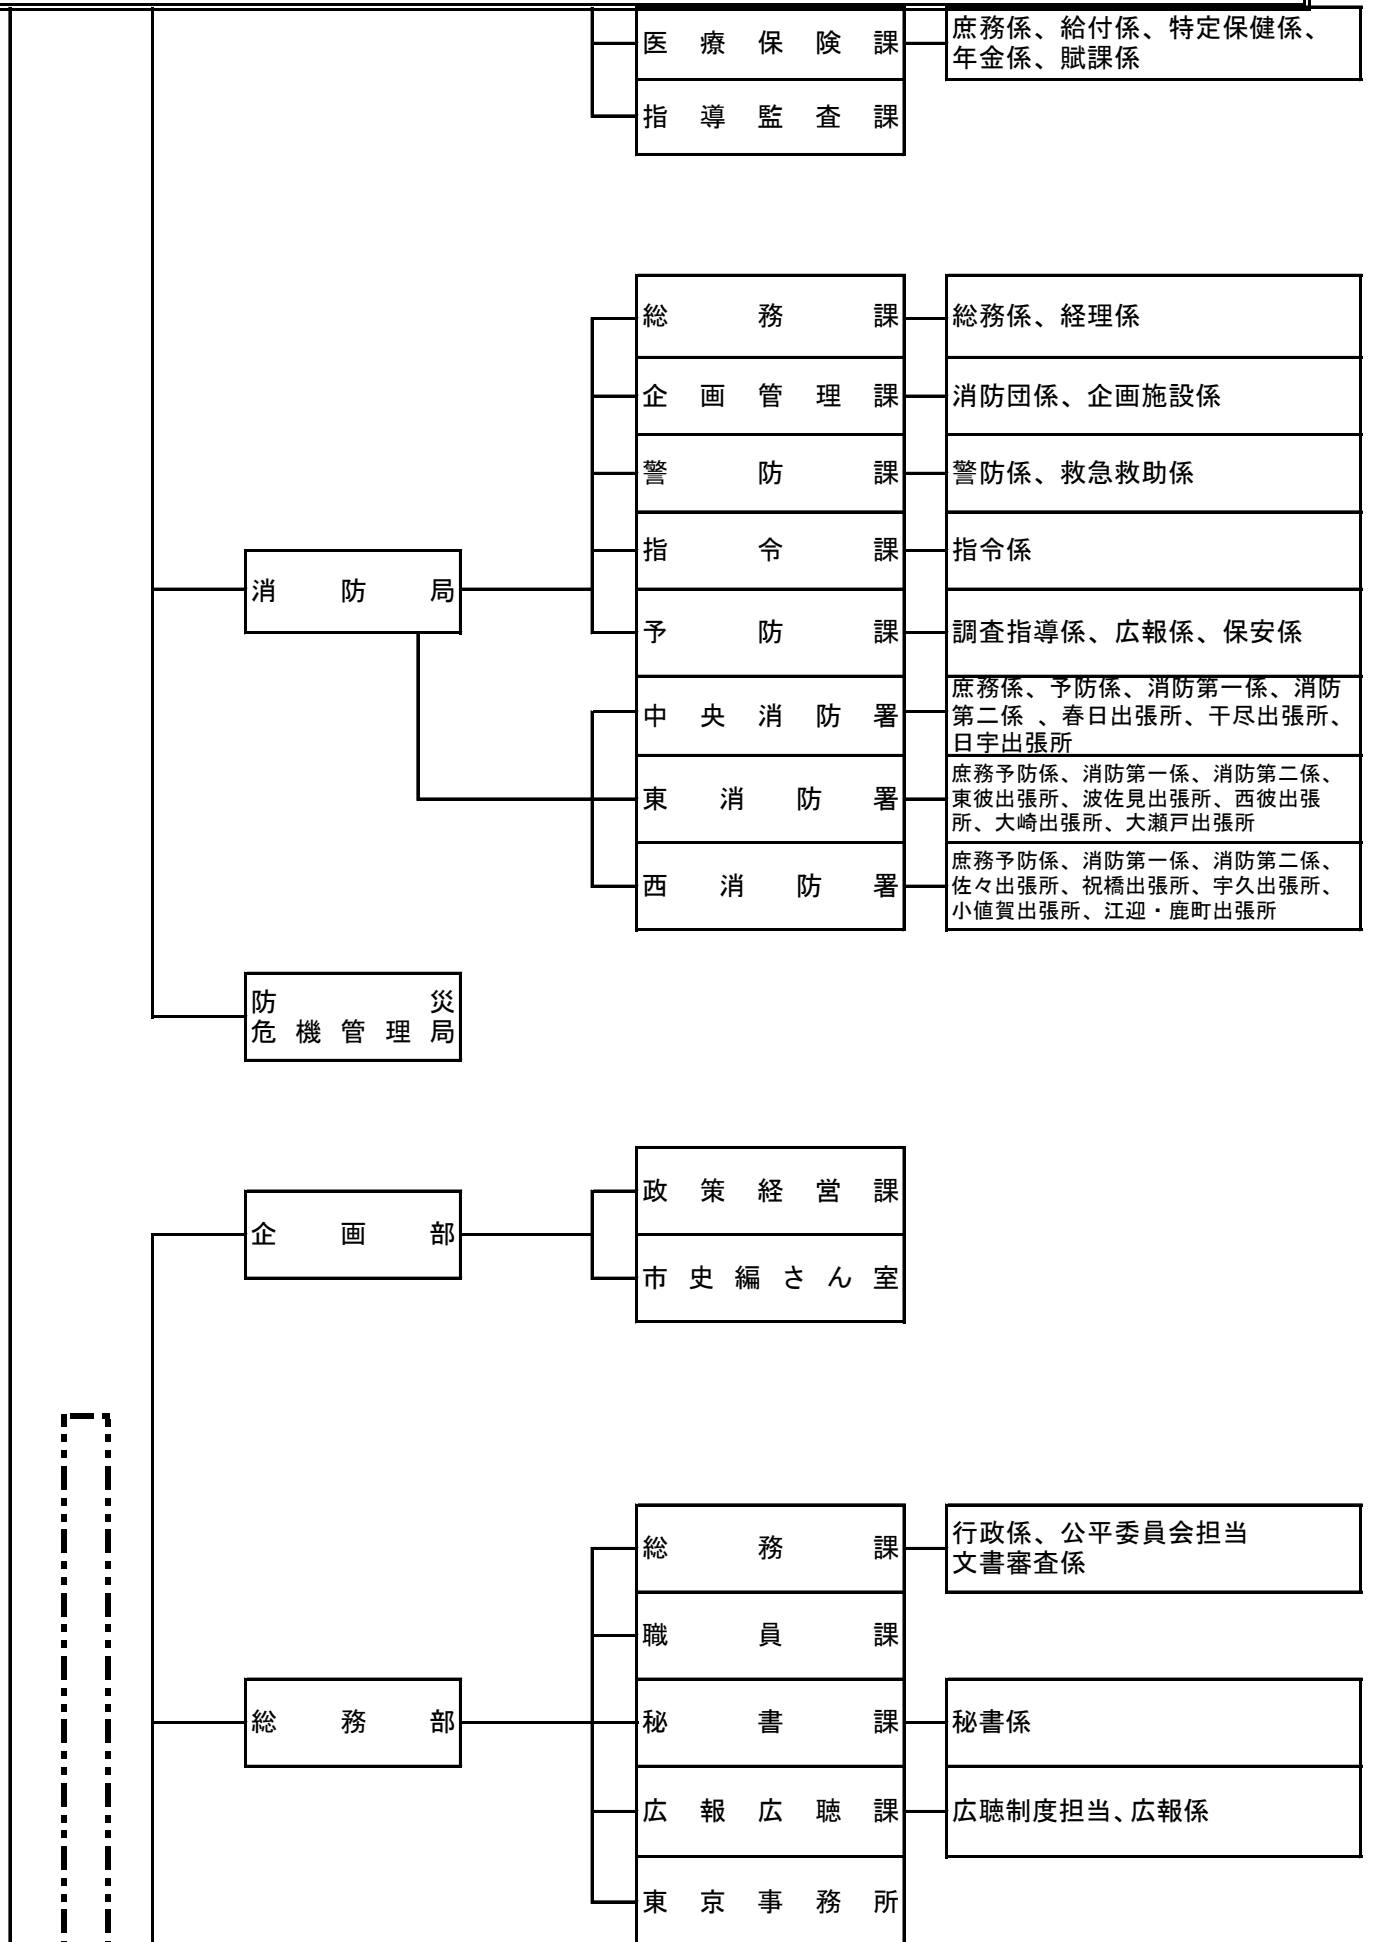 医療保険課
庶務係、給付係、特定保健係、
年金係、賦課係
指導監査課
総務課
総務係、経理係
企画管理課
消防団係、企画施設係
警防課
警防係、救急救助係
指令課
指令係
消防局
予防課
調査指導係、広報係、保安係
中央消防署
庶務係、予防係、消防第一係、消防
第二係 、春日出張所、干尽出張所、
日宇出張所
東消防署
庶務予防係、消防第一係、消防第二係、
東彼出張所、波佐見出張所、西彼出張
所、大崎出張所、大瀬戸出張所
西消防署
庶務予防係、消防第一係、消防第二係、
佐々出張所、祝橋出張所、宇久出張所、
小値賀出張所、江迎・鹿町出張所
防災
危機管理局
企画部
政策経営課
市史編さん室
総務課
行政係、公平委員会担当
文書審査係
職員課
総務部
秘書課
秘書係
広報広聴課
広聴制度担当、広報係
東京事務所